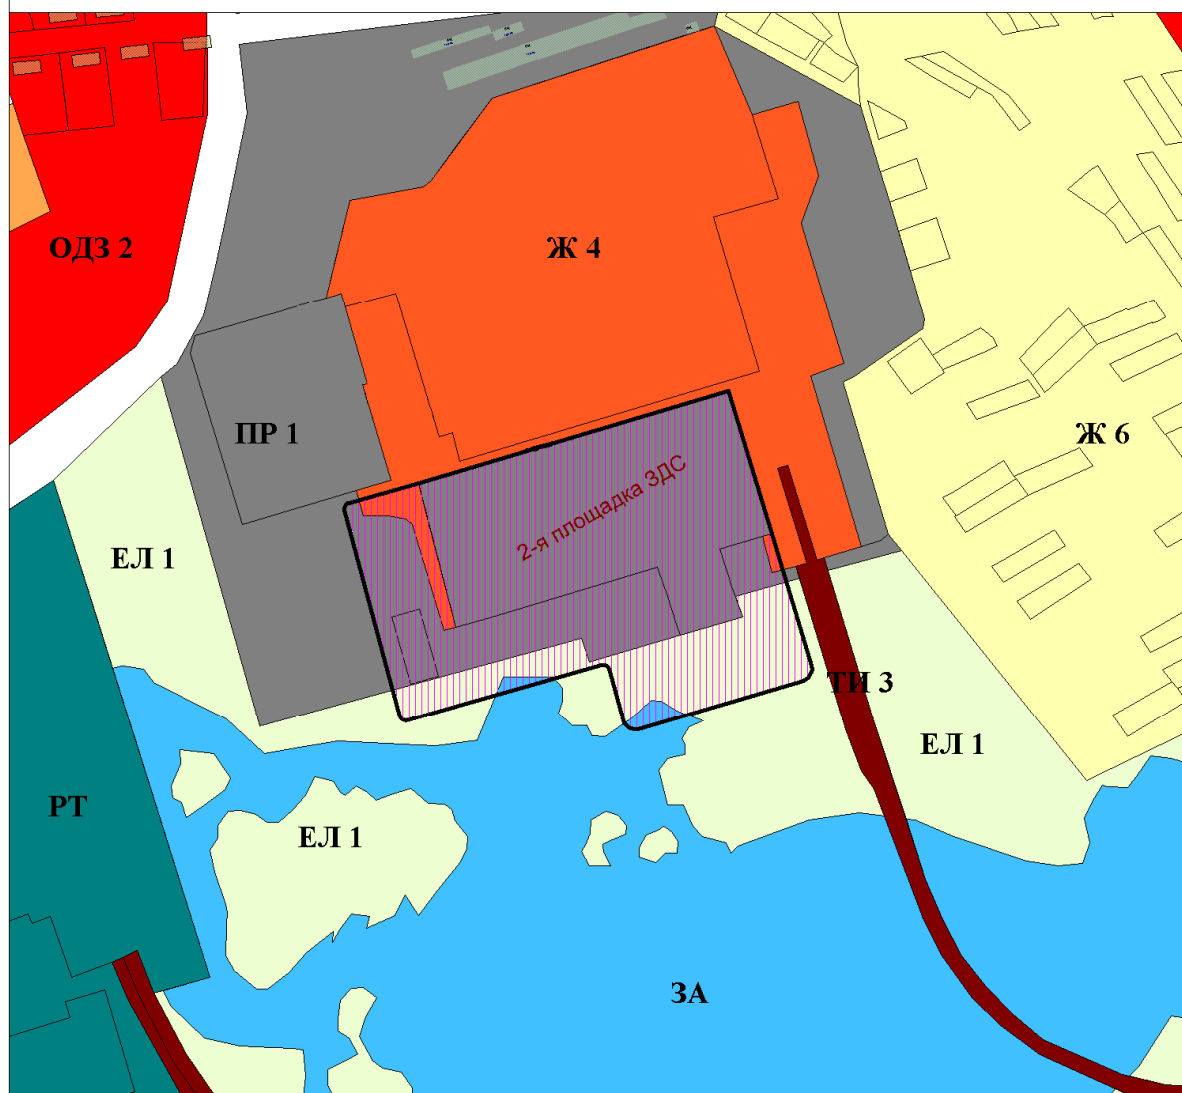 ОДЗ 2
Ж 4
ПР 1
Ж 6
2-я площадка ЗДС
ЕЛ 1
ТИ 3
ЕЛ 1
РТ
ЕЛ 1
ЗА